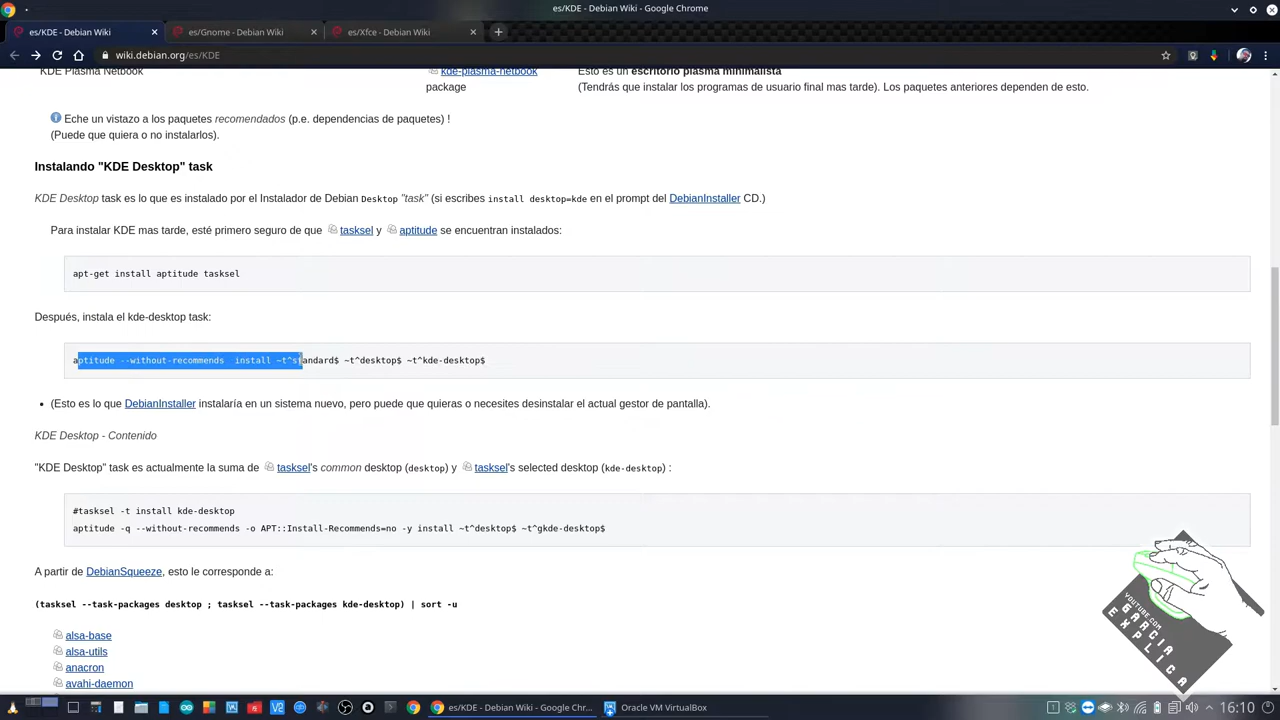 es/KDE - Debian Wiki - Google Chrome
es/KDE - Debian Wiki
es/Gnome - Debian Wiki
es/Xfce - Debian Wiki
wiki.debian.org/es/KDE
KDE Plasma Netbook
kde-plasma-netbook
package
Esto es un escritorio plasma minimalista
(Tendrás que instalar los programas de usuario final mas tarde). Los paquetes anteriores dependen de esto.
Eche un vistazo a los paquetes recomendados (p.e. dependencias de paquetes) !
(Puede que quiera o no instalarlos).
Instalando "KDE Desktop" task
KDE Desktop task es lo que es instalado por el Instalador de Debian Desktop "task" (si escribes install desktop=kde en el prompt del DebianInstaller CD.)
Para instalar KDE mas tarde, esté primero seguro de que tasksel y aptitude se encuentran instalados:
apt-get install aptitude tasksel
Después, instala el kde-desktop task:
aptitude --without-recommends  install ~t^standard$ ~t^desktop$ ~t^kde-desktop$
• (Esto es lo que DebianInstaller instalaría en un sistema nuevo, pero puede que quieras o necesites desinstalar el actual gestor de pantalla).
KDE Desktop - Contenido
"KDE Desktop" task es actualmente la suma de tasksel's common desktop (desktop) y tasksel's selected desktop (kde-desktop) :
#tasksel -t install kde-desktop
aptitude -q --without-recommends -o APT::Install-Recommends=no -y install ~t^desktop$ ~t^gkde-desktop$
A partir de DebianSqueeze, esto le corresponde a:
(tasksel --task-packages desktop ; tasksel --task-packages kde-desktop) | sort -u
alsa-base
alsa-utils
anacron
avahi-daemon
YOUTUBE.COM
GARCIA
EXPLICA
es/KDE - Debian Wiki - Google Chr...
Oracle VM VirtualBox
16:10